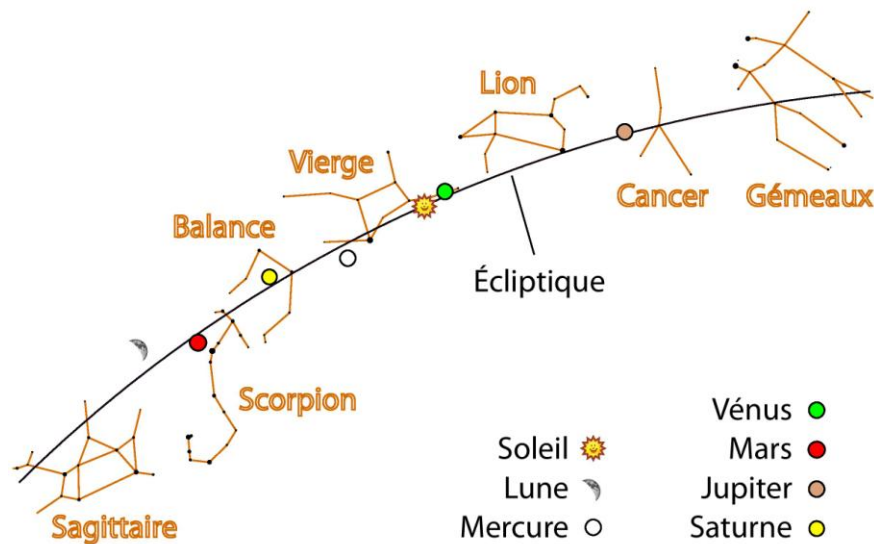 Lion
Vierge
Cancer
Gémeaux
Balance
Écliptique
Scorpion
Sagittaire
Soleil
Lune
Mercure
Vénus
Mars
Jupiter
Saturne